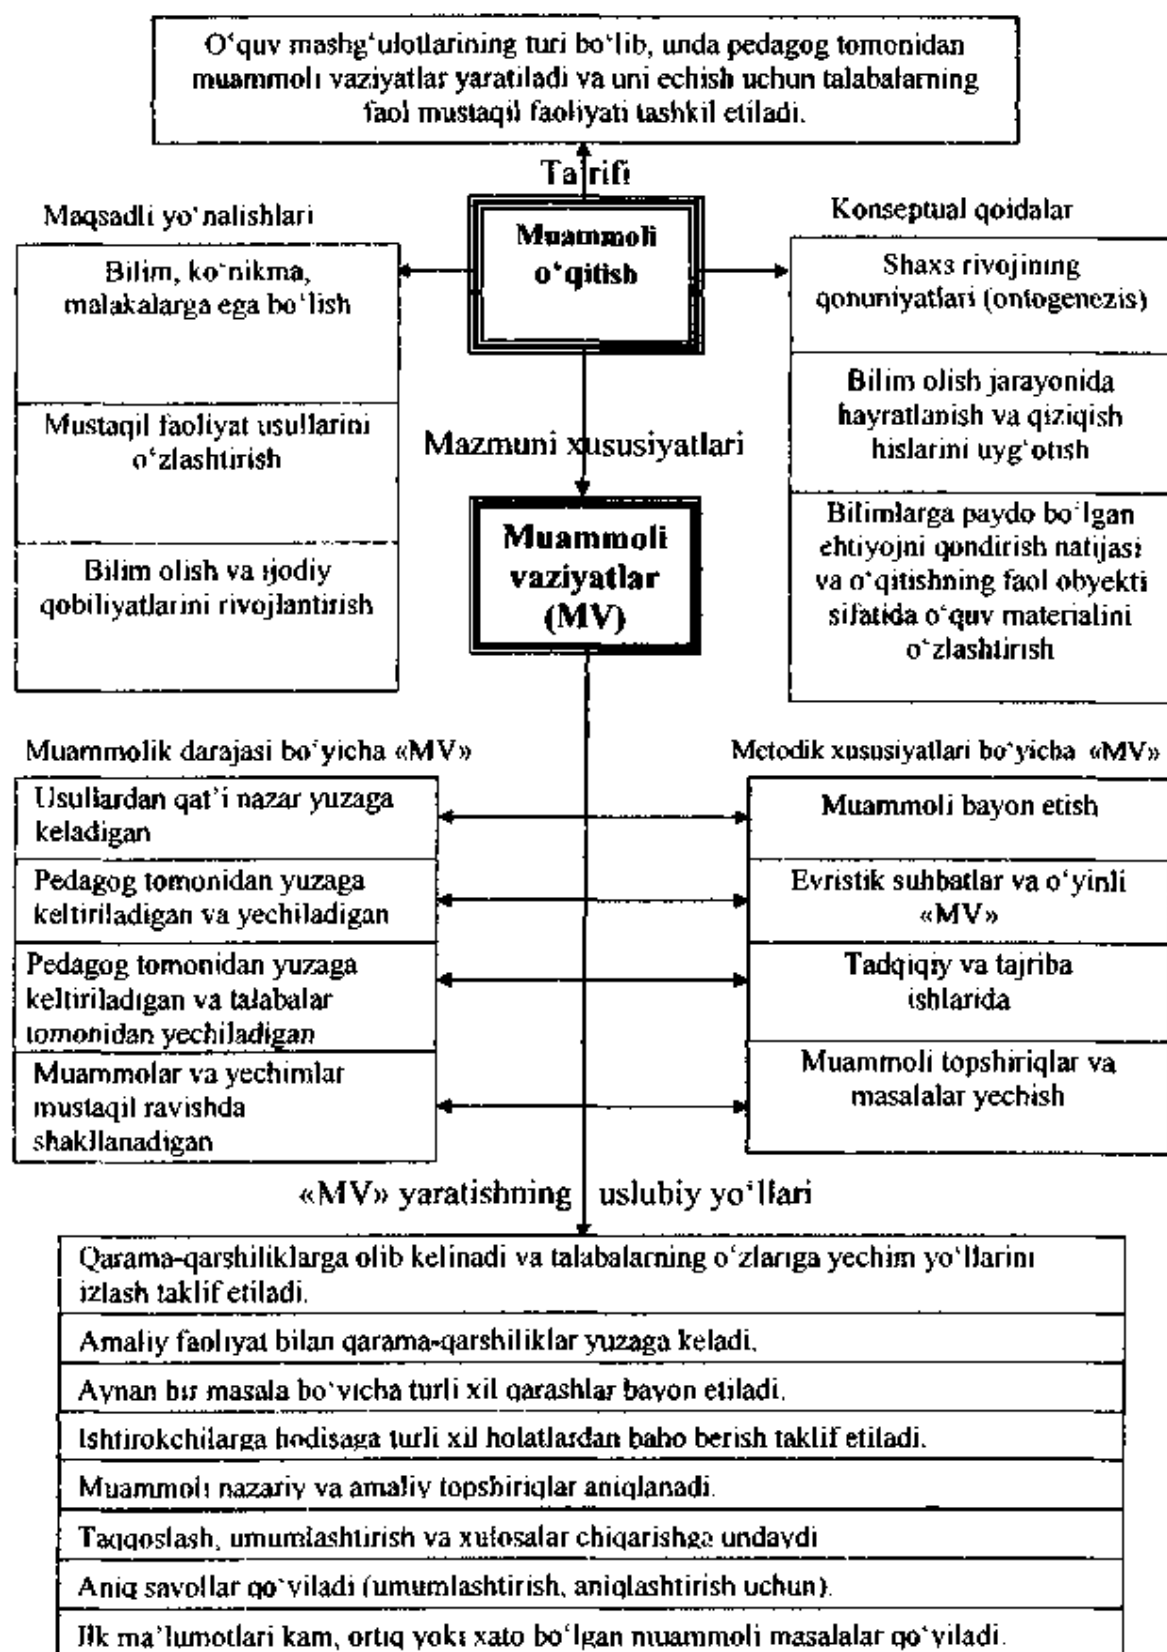 O‘quv mashg‘ulotlarining turi bo‘lib, unda pedagog tomonidan
muammoli vaziyatlar yaratiladi va uni echish uchun talabalarning
faol mustaqil faoliyati tashkil etiladi.
Ta’rifi
Maqsadli yo‘nalishlari
Bilim, ko‘nikma,
malakalarga ega bo‘lish
Mustaqil faoliyat usullarini
o‘zlashtirish
Bilim olish va ijodiy
qobiliyatlarini rivojlantirish
Muammoli
o‘qitish
Konseptual qoidalar
Shaxs rivojining
qonuniyatlari (ontogenezis)
Bilim olish jarayonida
hayratlanish va qiziqish
hislarini uyg‘otish
Bilimlarga paydo bo‘lgan
ehtiyojni qondirish natijasi
va o‘qitishning faol obyekti
sifatida o‘quv materialini
o‘zlashtirish
Mazmuni xususiyatlari
Muammoli
vaziyatlar
(MV)
Muammolik darajasi bo‘yicha «MV»
Usullardan qat’i nazar yuzaga
keladigan
Pedagog tomonidan yuzaga
keltiriladigan va yechiladigan
Pedagog tomonidan yuzaga
keltiriladigan va talabalar
tomonidan yechiladigan
Muammolar va yechimlar
mustaqil ravishda
shakllanadigan
Metodik xususiyatlari bo‘yicha «MV»
Muammoli bayon etish
Evristik suhbatlar va o‘yinli
«MV»
Tadqiqiy va tajriba
ishlarida
Muammoli topshiriqlar va
masalalar yechish
«MV» yaratishning uslubiy yo‘llari
Qarama-qarshiliklarga olib kelinadi va talabalarning o‘zlariga yechim yo‘llarini
izlash taklif etiladi.
Amaliy faoliyat bilan qarama-qarshiliklar yuzaga keladi.
Aynan bir masala bo‘yicha turli xil qarashlar bayon etiladi.
Ishtirokchilarga hodisaga turli xil holatlardan baho berish taklif etiladi.
Muammoli nazariy va amaliy topshiriqlar aniqlanadi.
Taqqoslash, umumlashtirish va xulosalar chiqarishga undaydi
Aniq savollar qo‘yiladi (umumlashtirish, aniqlashtirish uchun).
Ilk ma’lumotlari kam, ortiq yoki xato bo‘lgan muammoli masalalar qo‘yiladi.